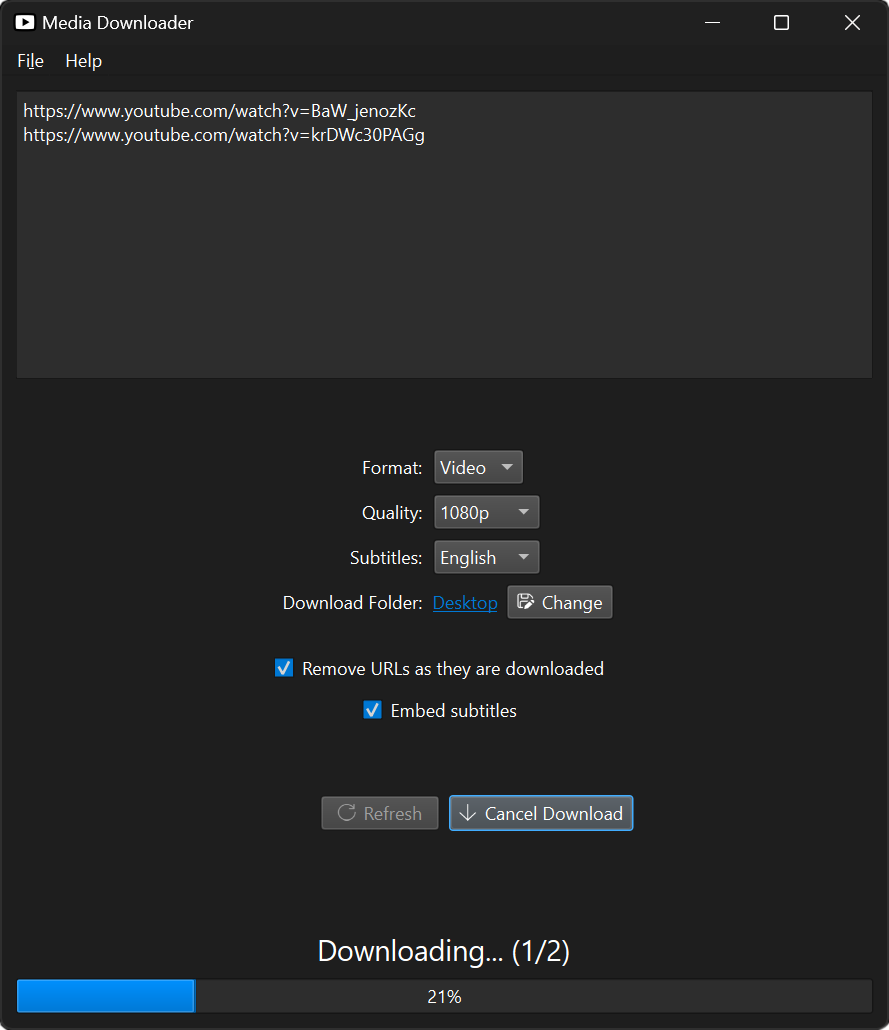 Media Downloader
File Help
https://www.youtube.com/watch?v=BaW_jenozKc
https://www.youtube.com/watch?v=krDWc30PAGg
Format: Video
Quality: 1080p
Subtitles: English
Download Folder: Desktop Change
Remove URLs as they are downloaded
Embed subtitles
Refresh Cancel Download
Downloading... (1/2)
21%